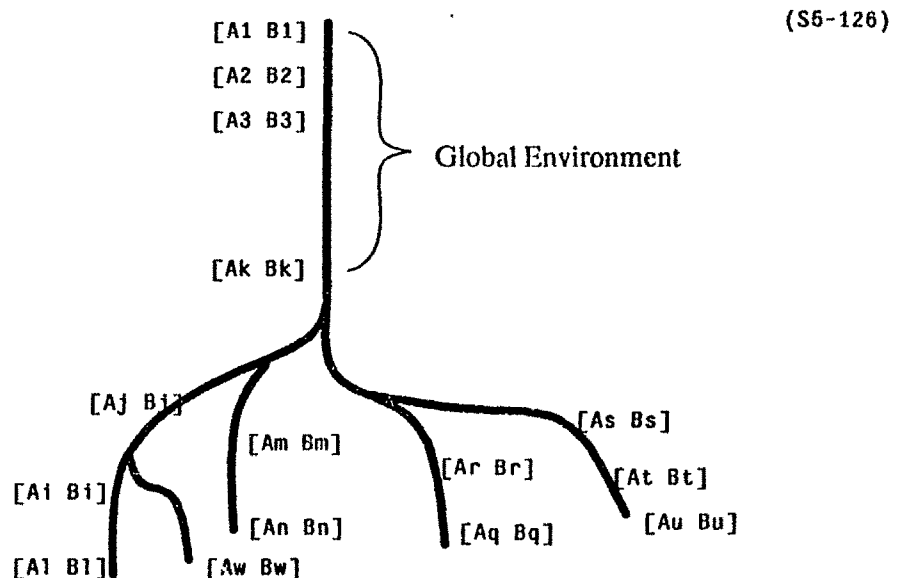 (S5-126)
[A1 B1]
[A2 B2]
[A3 B3]
Global Environment
[Ak Bk]
[Aj Bj]
[As Bs]
[Am Bm]
[Ar Br]
[At Bt]
[Ai Bi]
[An Bn]
[Aq Bq]
[Au Bu]
[Al Bl]
[Aw Bw]